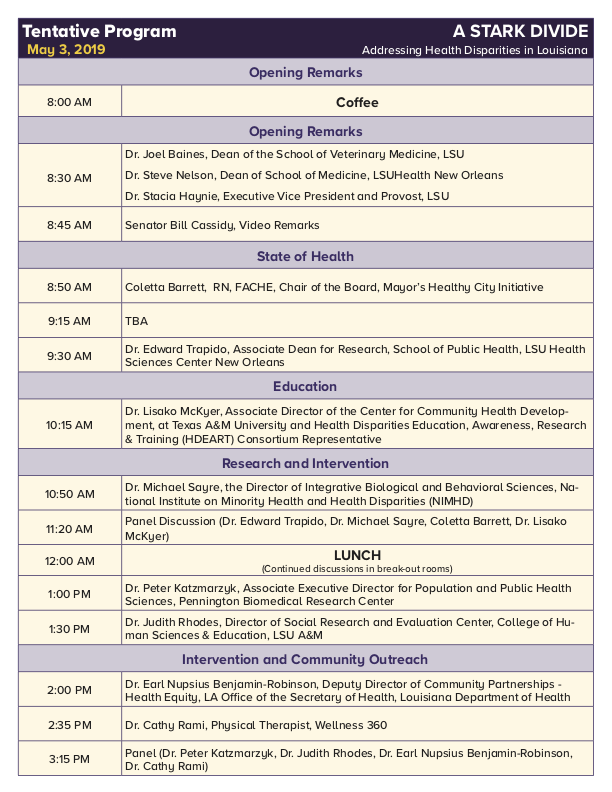 Tentative Program
A STARK DIVIDE
May 3, 2019
Addressing Health Disparities in Louisiana
Opening Remarks
8:00 AM
Coffee
Opening Remarks
8:30 AM
Dr. Joel Baines, Dean of the School of Veterinary Medicine, LSU
Dr. Steve Nelson, Dean of School of Medicine, LSUHealth New Orleans
Dr. Stacia Haynie, Executive Vice President and Provost, LSU
8:45 AM
Senator Bill Cassidy, Video Remarks
State of Health
8:50 AM
Coletta Barrett,  RN, FACHE, Chair of the Board, Mayor's Healthy City Initiative
9:15 AM
TBA
9:30 AM
Dr. Edward Trapido, Associate Dean for Research, School of Public Health, LSU Health
Sciences Center New Orleans
Education
10:15 AM
Dr. Lisako McKyer, Associate Director of the Center for Community Health Develop-
ment, at Texas A&M University and Health Disparities Education, Awareness, Research
& Training (HDEART) Consortium Representative
Research and Intervention
10:50 AM
Dr. Michael Sayre, the Director of Integrative Biological and Behavioral Sciences, Na-
tional Institute on Minority Health and Health Disparities (NIMHD)
11:20 AM
Panel Discussion (Dr. Edward Trapido, Dr. Michael Sayre, Coletta Barrett, Dr. Lisako
McKyer)
12:00 AM
LUNCH
(Continued discussions in break-out rooms)
1:00 PM
Dr. Peter Katzmarzyk, Associate Executive Director for Population and Public Health
Sciences, Pennington Biomedical Research Center
1:30 PM
Dr. Judith Rhodes, Director of Social Research and Evaluation Center, College of Hu-
man Sciences & Education, LSU A&M
Intervention and Community Outreach
2:00 PM
Dr. Earl Nupsius Benjamin-Robinson, Deputy Director of Community Partnerships -
Health Equity, LA Office of the Secretary of Health, Louisiana Department of Health
2:35 PM
Dr. Cathy Rami, Physical Therapist, Wellness 360
3:15 PM
Panel (Dr. Peter Katzmarzyk, Dr. Judith Rhodes, Dr. Earl Nupsius Benjamin-Robinson,
Dr. Cathy Rami)